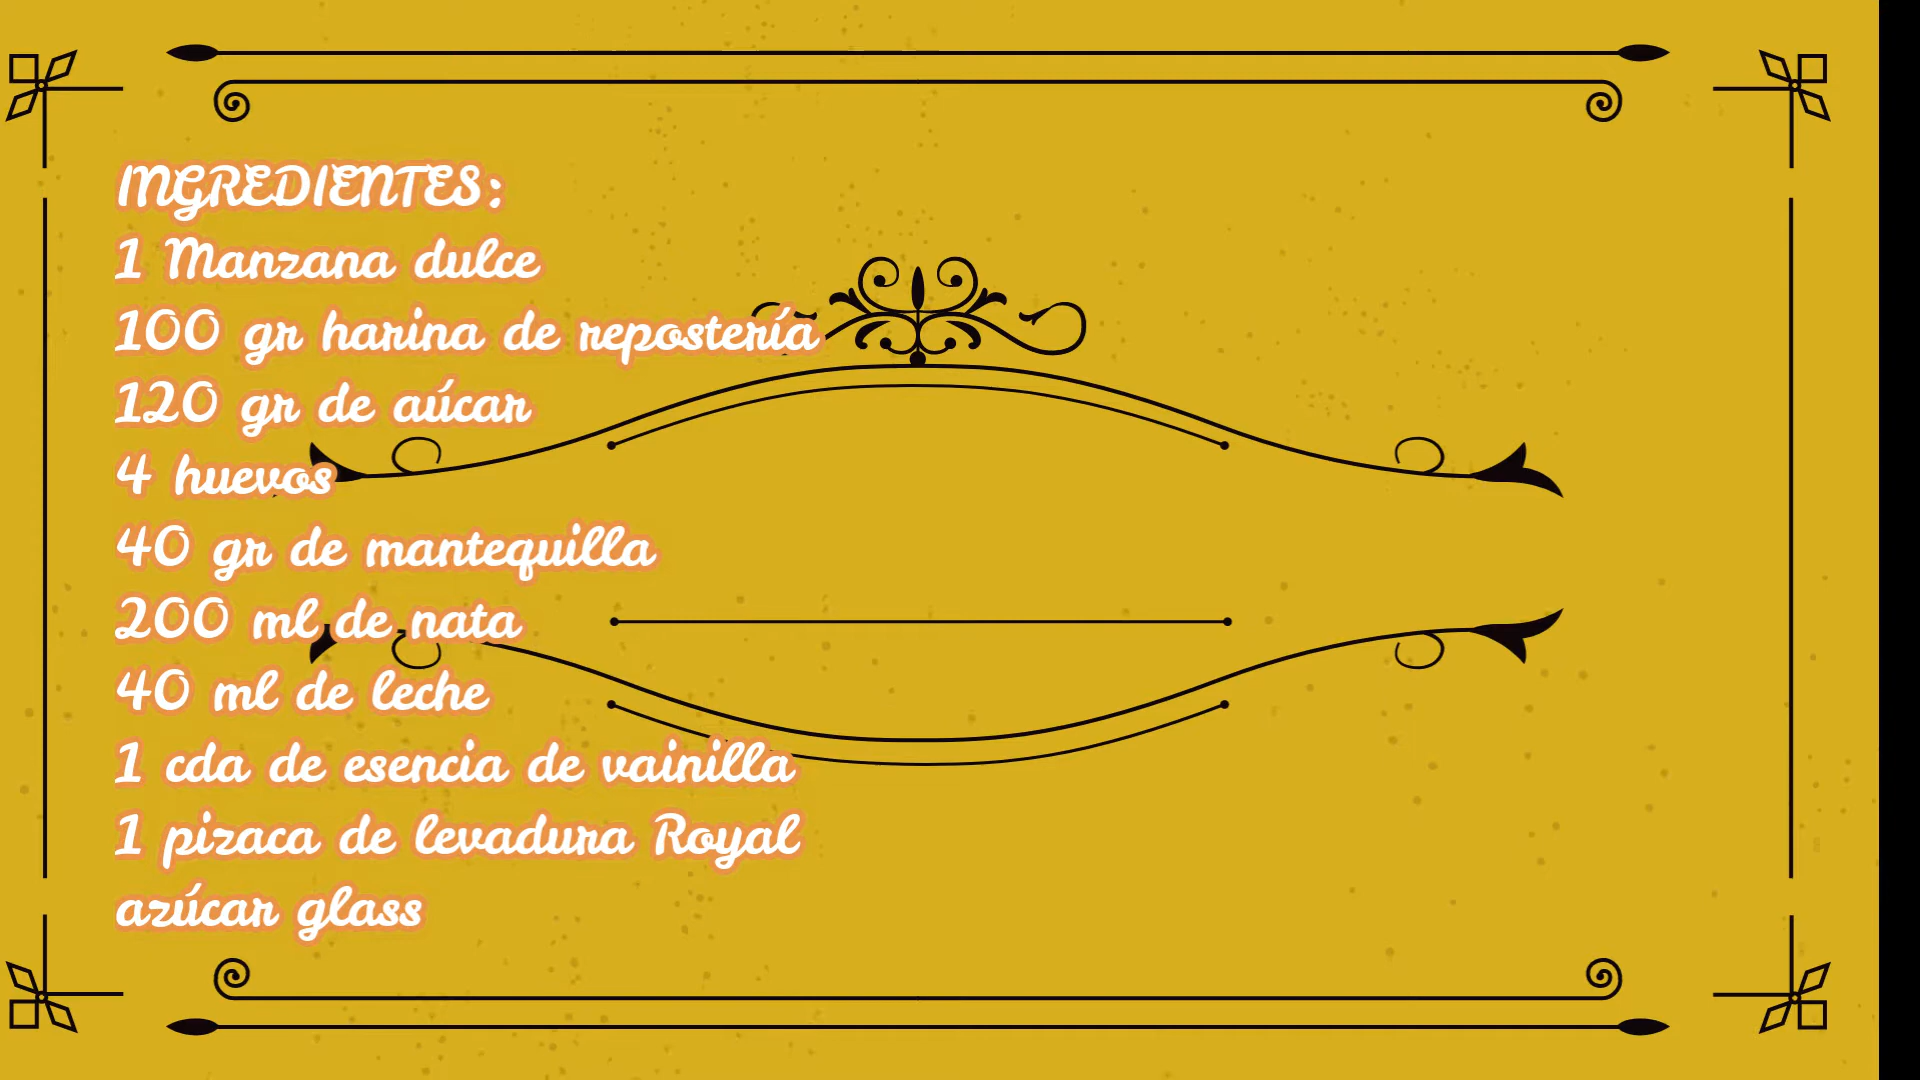 INGREDIENTES:
1 Manzana dulce
100 gr harina de repostería
120 gr de aúcar
4 huevos
40 gr de mantequilla
200 ml de nata
40 ml de leche
1 cda de esencia de vainilla
1 pizaca de levadura Royal
azúcar glass